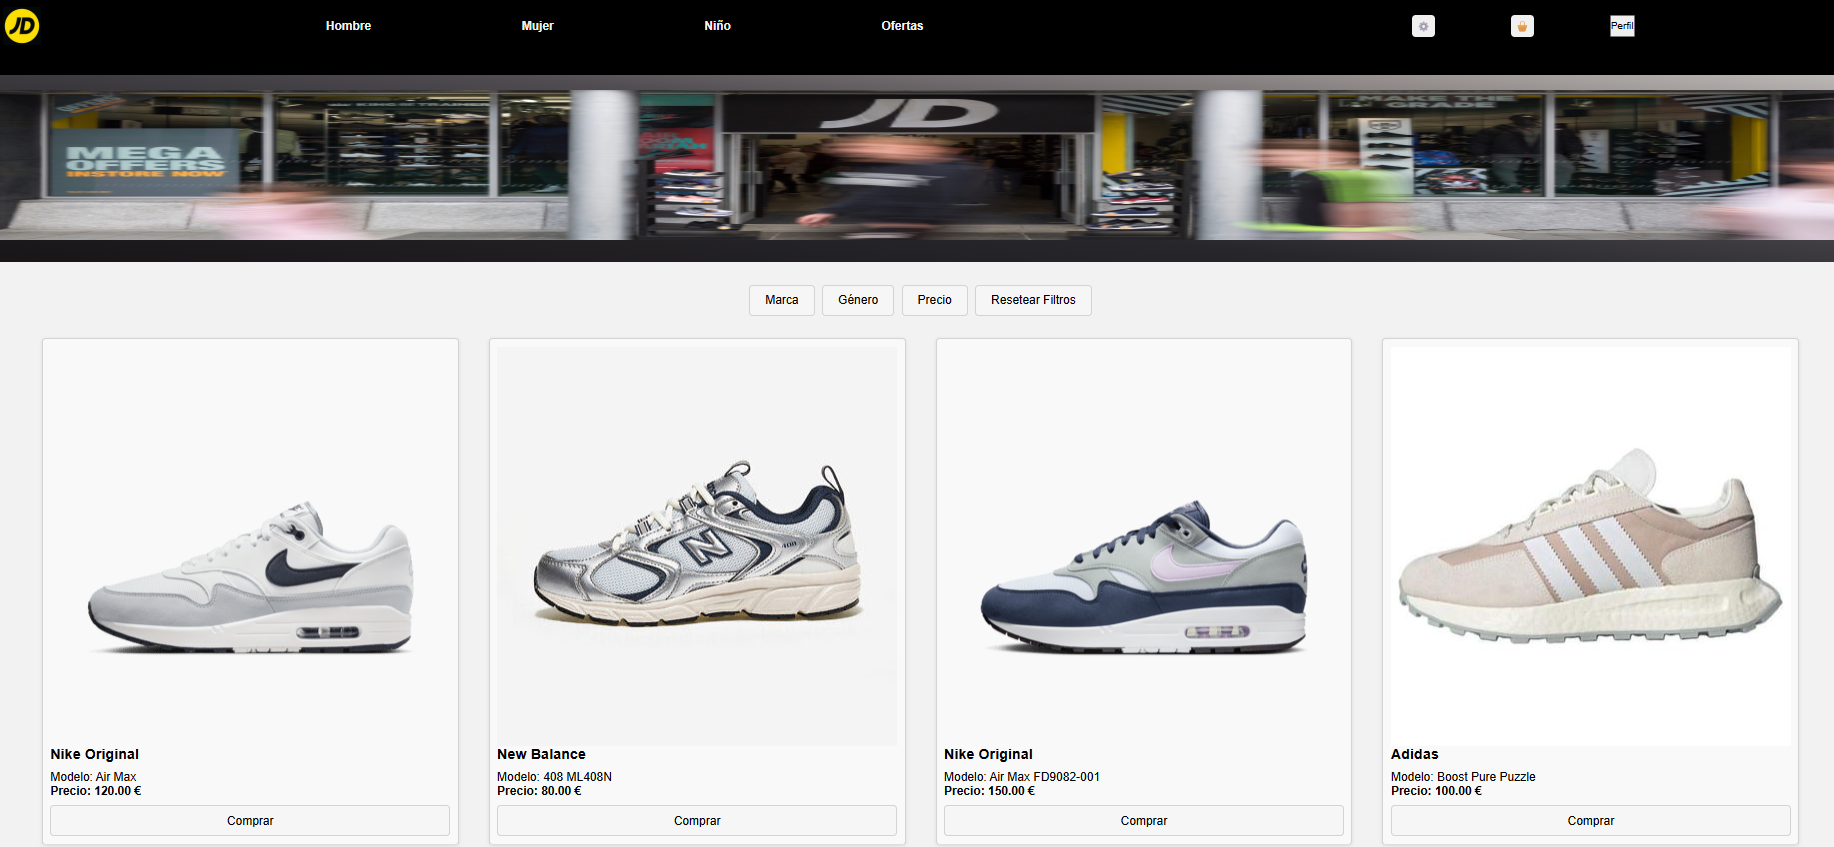 JD
Hombre
Mujer
Niño
Ofertas
Perfil
MEGA
OFFERS
INSTORE NOW
KING OF TRAINERS
JD
MAKE THE
GRADE
Marca
Género
Precio
Resetear Filtros
Nike Original
Modelo: Air Max
Precio: 120.00 €
Comprar
New Balance
Modelo: 408 ML408N
Precio: 80.00 €
Comprar
Nike Original
Modelo: Air Max FD9082-001
Precio: 150.00 €
Comprar
Adidas
Modelo: Boost Pure Puzzle
Precio: 100.00 €
Comprar